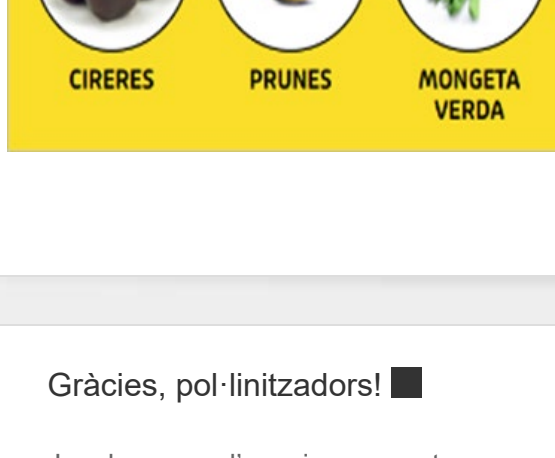 CIRERES
PRUNES
MONGETA
VERDA
Gràcies, pol·linitzadors!